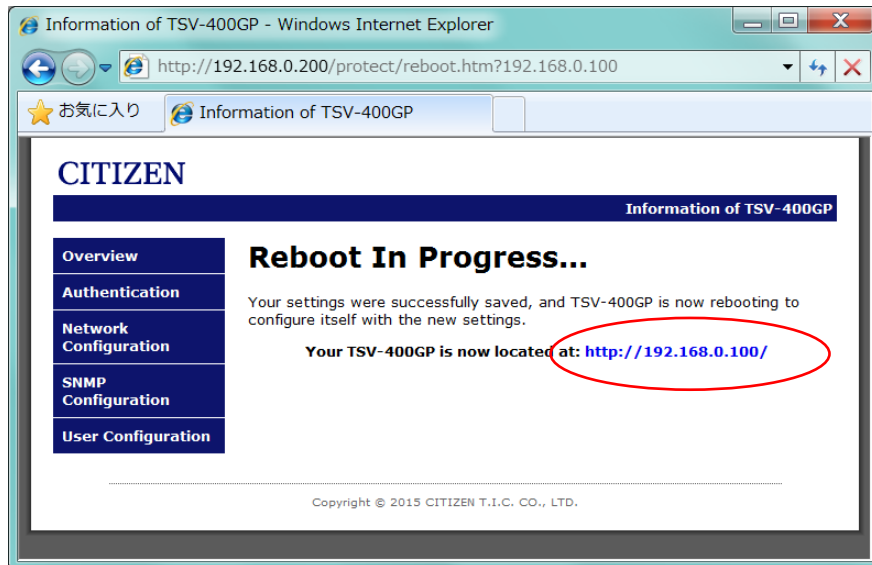 Information of TSV-400GP - Windows Internet Explorer
http://192.168.0.200/protect/reboot.htm?192.168.0.100
お気に入り
Information of TSV-400GP
CITIZEN
Information of TSV-400GP
Overview
Authentication
Network
Configuration
SNMP
Configuration
User Configuration
Reboot In Progress...
Your settings were successfully saved, and TSV-400GP is now rebooting to
configure itself with the new settings.
Your TSV-400GP is now located at: http://192.168.0.100/
Copyright © 2015 CITIZEN T.I.C. CO., LTD.